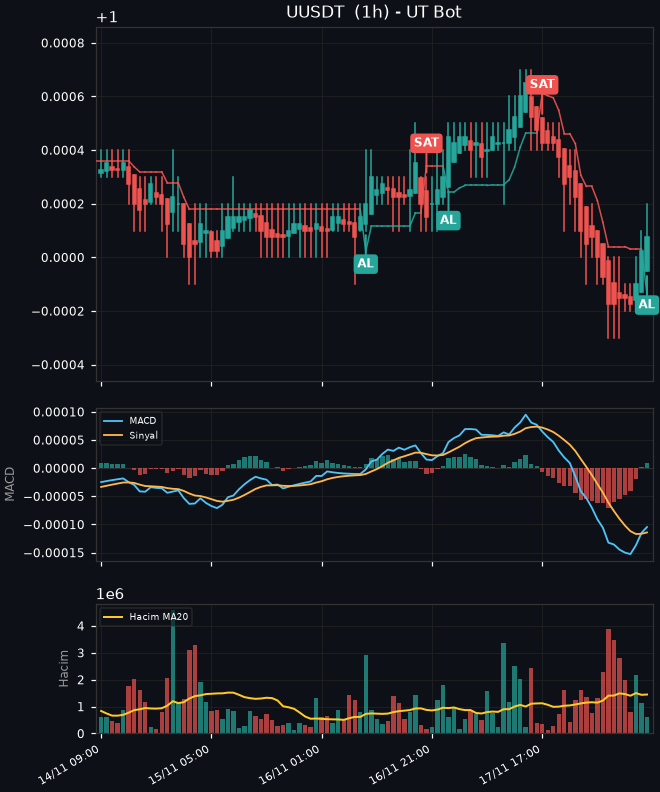 UUSDT (1h) - UT Bot
+1
0.0008
0.0006
0.0004
0.0002
0.0000
−0.0002
−0.0004
SAT
SAT
AL
AL
AL
MACD
0.00010
0.00005
0.00000
−0.00005
−0.00010
−0.00015
MACD
Sinyal
1e6
Hacim
4
3
2
1
0
Hacim MA20
14/11 09:00
15/11 05:00
16/11 01:00
16/11 21:00
17/11 17:00